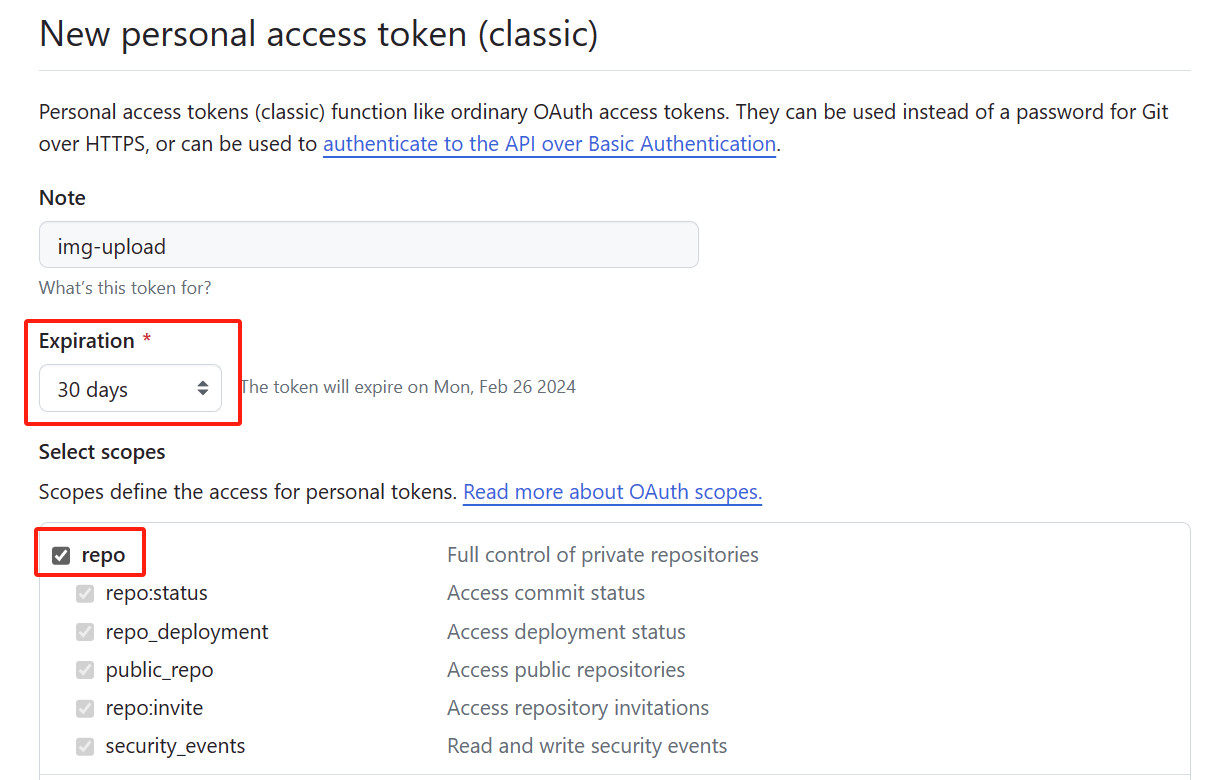 New personal access token (classic)
Personal access tokens (classic) function like ordinary OAuth access tokens. They can be used instead of a password for Git
over HTTPS, or can be used to authenticate to the API over Basic Authentication.
Note
img-upload
What's this token for?
Expiration *
30 days
The token will expire on Mon, Feb 26 2024
Select scopes
Scopes define the access for personal tokens. Read more about OAuth scopes.
repo Full control of private repositories
repo:status Access commit status
repo_deployment Access deployment status
public_repo Access public repositories
repo:invite Access repository invitations
security_events Read and write security events